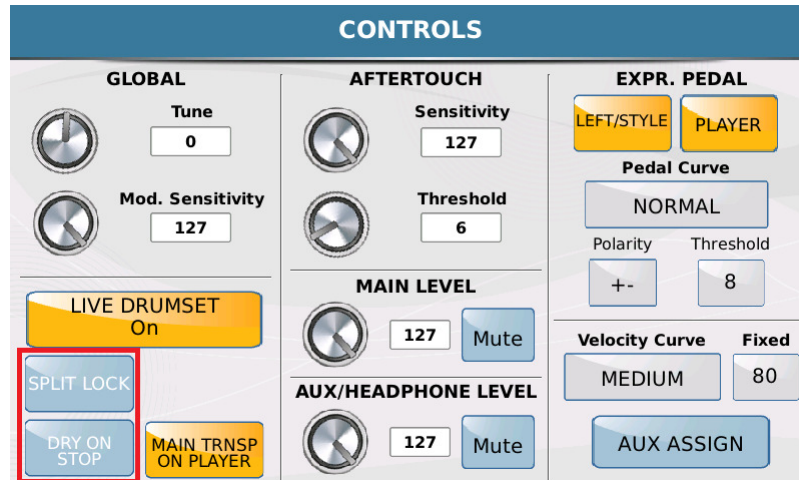 CONTROLS
GLOBAL
Tune
0
Mod. Sensitivity
127
LIVE DRUMSET
On
SPLIT LOCK
DRY ON
STOP
MAIN TRNSP
ON PLAYER
AFTERTOUCH
Sensitivity
127
Threshold
6
MAIN LEVEL
127
Mute
AUX/HEADPHONE LEVEL
127
Mute
EXPR. PEDAL
LEFT/STYLE
PLAYER
Pedal Curve
NORMAL
Polarity
Threshold
+-
8
Velocity Curve
Fixed
MEDIUM
80
AUX ASSIGN